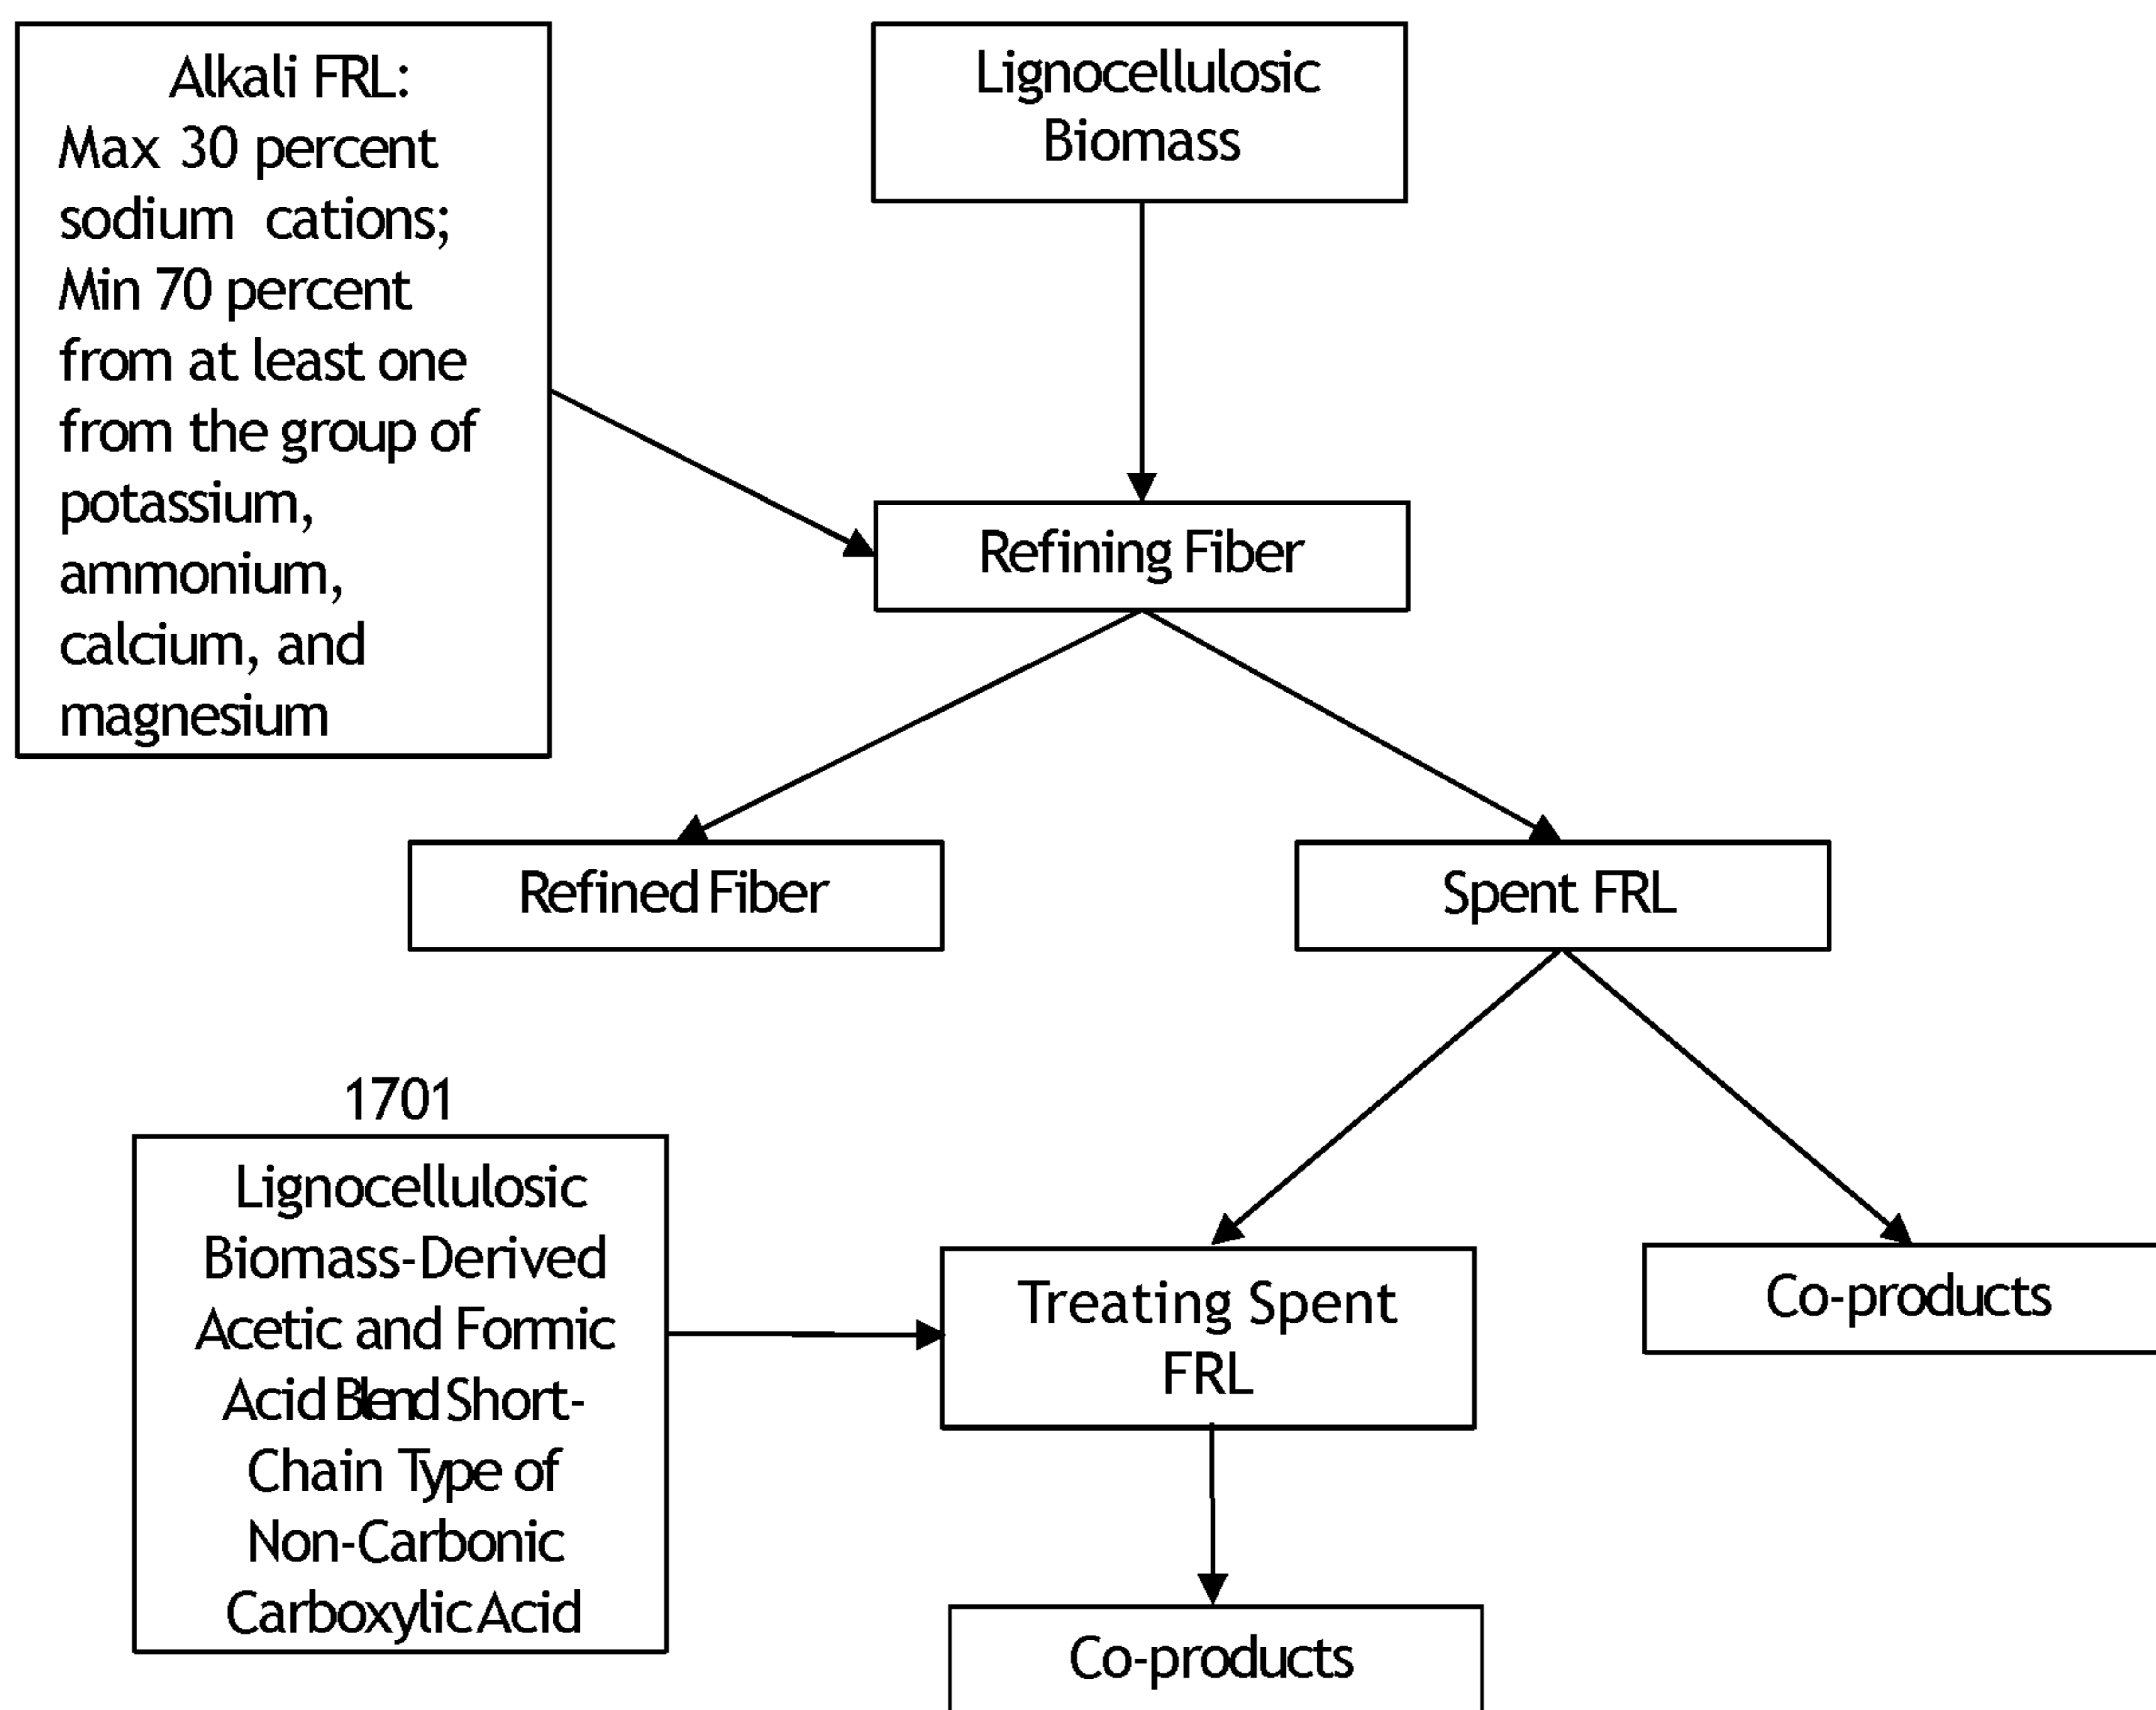 Alkali FRL:
Max 30 percent
sodium cations;
Min 70 percent
from at least one
from the group of
potassium,
ammonium,
calcium, and
magnesium
Lignocellulosic
Biomass
Refining Fiber
Refined Fiber
Spent FRL
1701
Lignocellulosic
Biomass-Derived
Acetic and Formic
Acid Blend Short-
Chain Type of
Non-Carbonic
Carboxylic Acid
Treating Spent
FRL
Co-products
Co-products